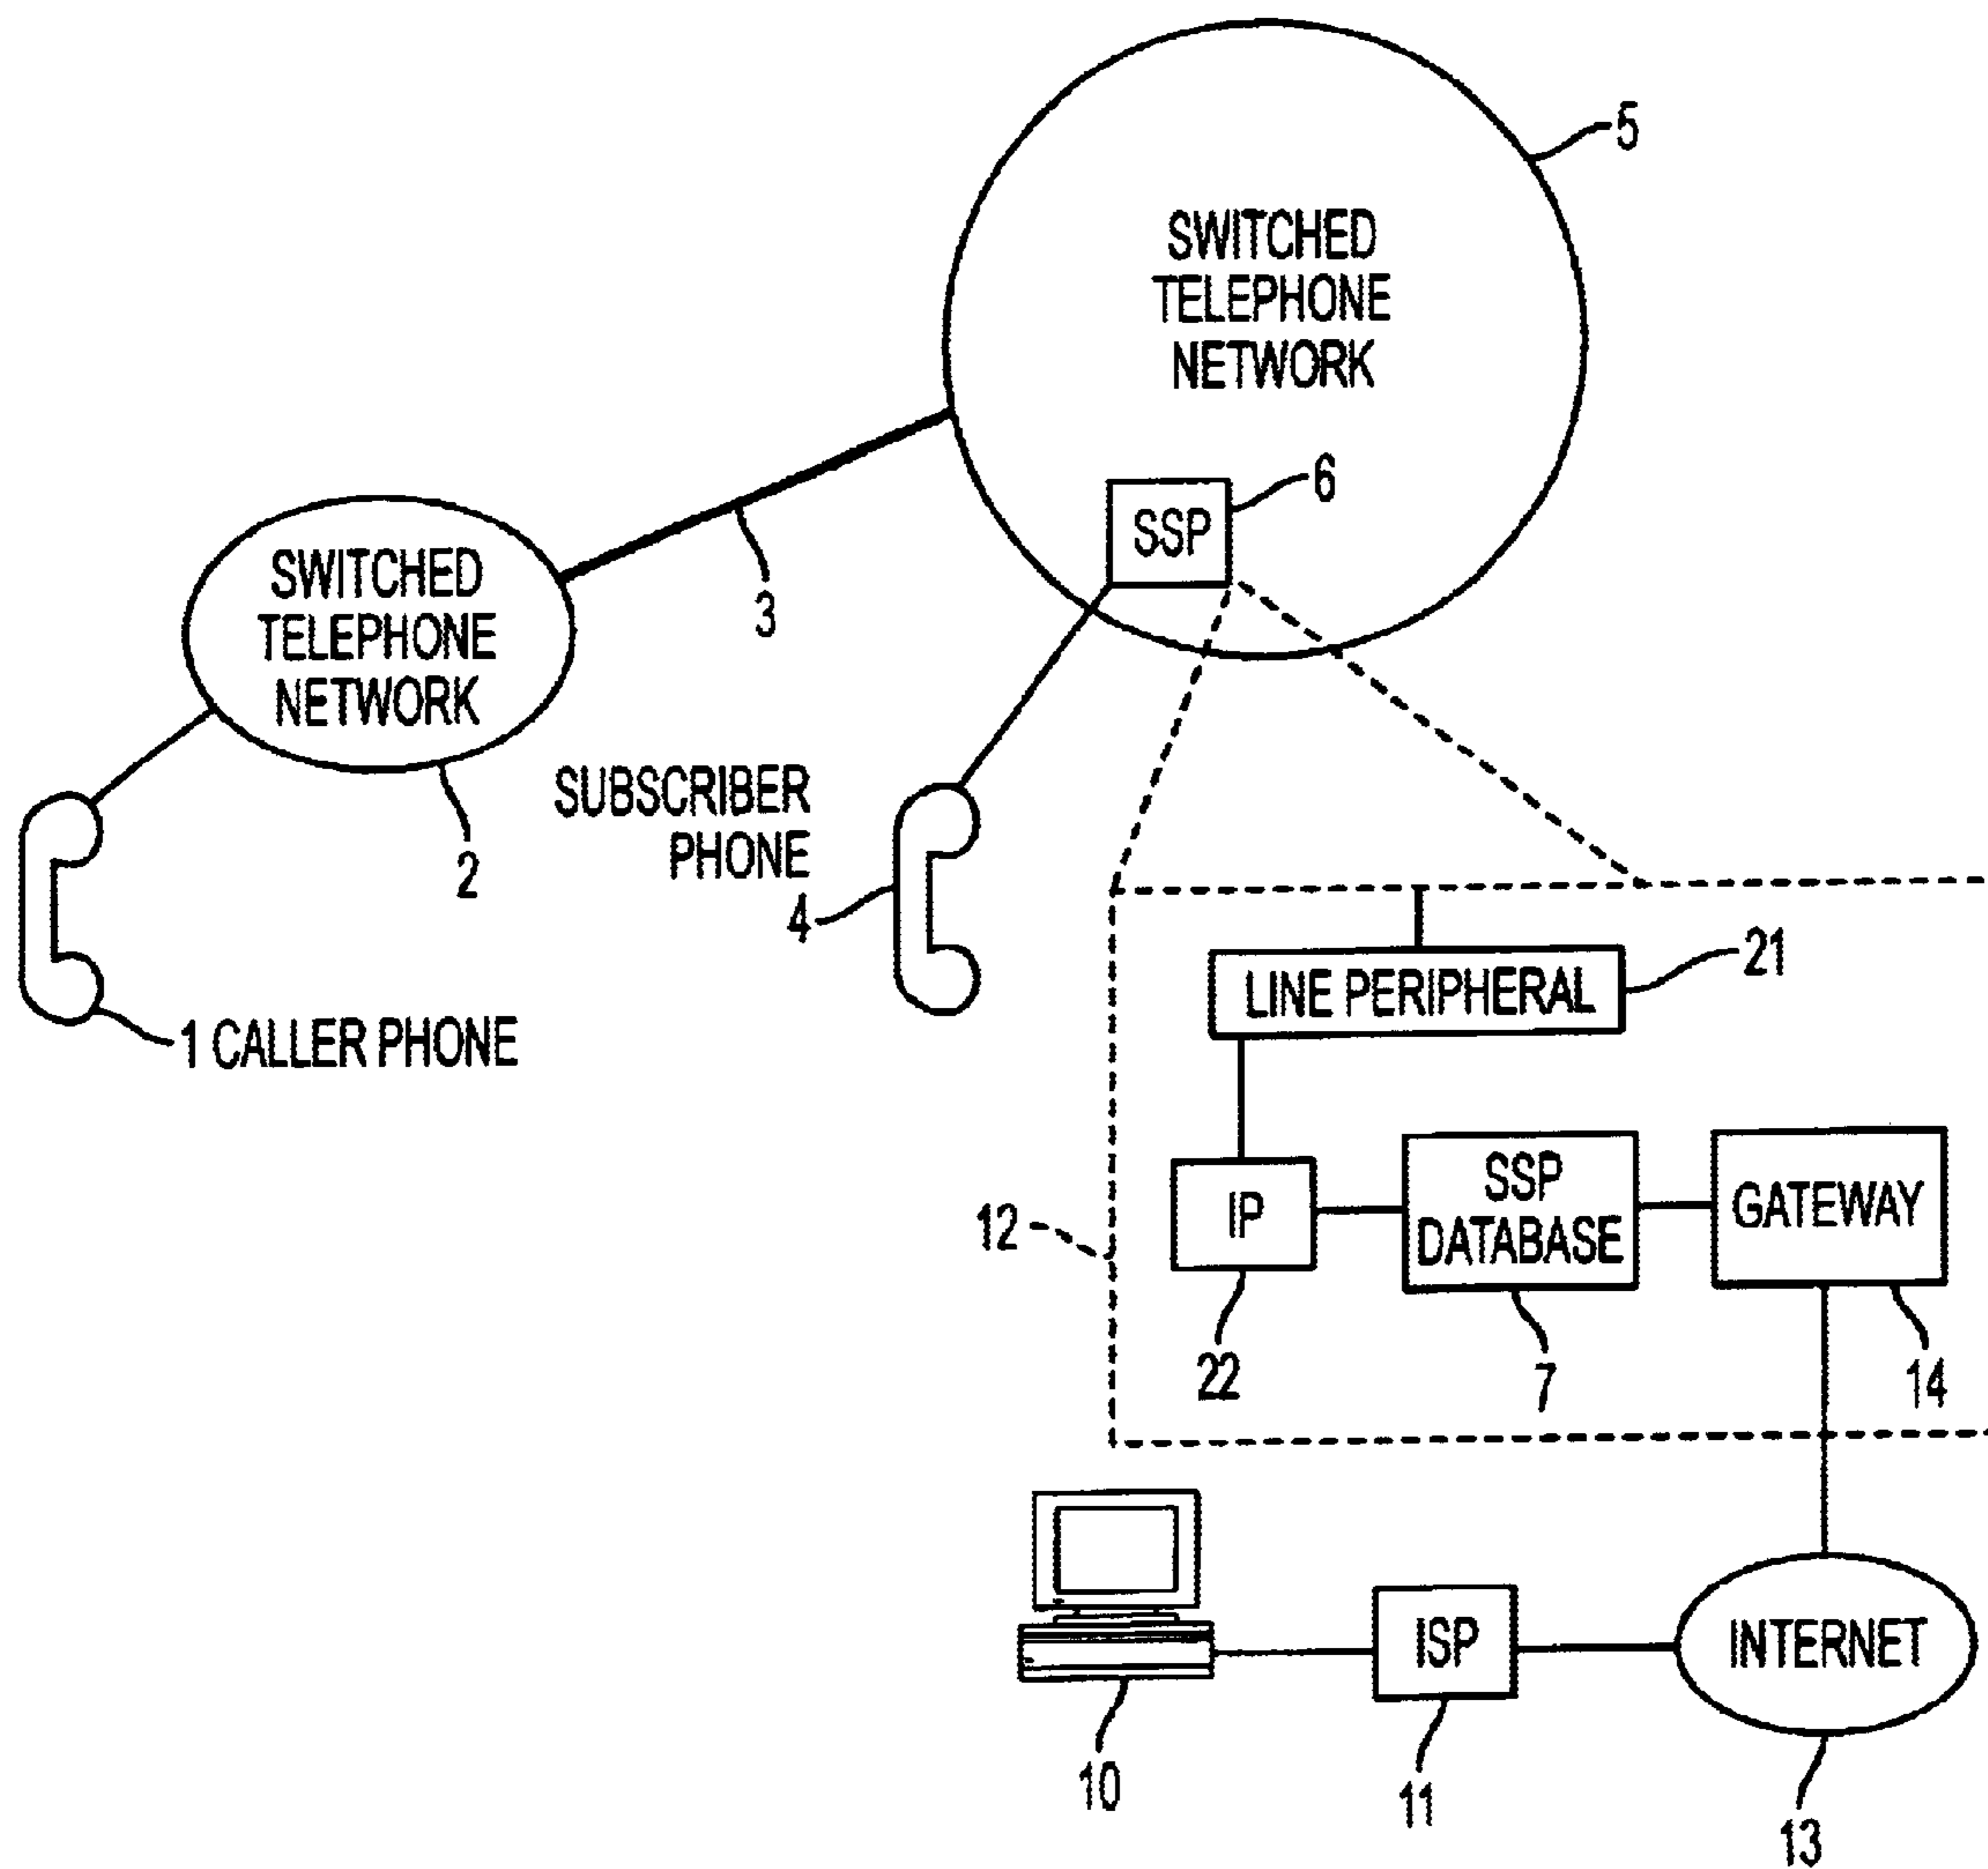 5
SWITCHED
TELEPHONE
NETWORK
6
SSP
SWITCHED
TELEPHONE
NETWORK
3
2
SUBSCRIBER
PHONE
4
1 CALLER PHONE
21
LINE PERIPHERAL
IP
SSP
DATABASE
GATEWAY
12
22
7
14
ISP
INTERNET
10
11
13